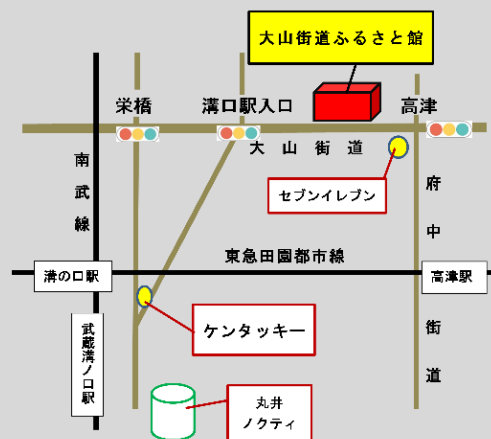 大山街道ふるさと館
栄橋
溝口駅入口
高津
大山街道
南武線
セブンイレブン
府中街道
東急田園都市線
溝の口駅
高津駅
ケンタッキー
武蔵溝ノ口駅
丸井
ノクティ